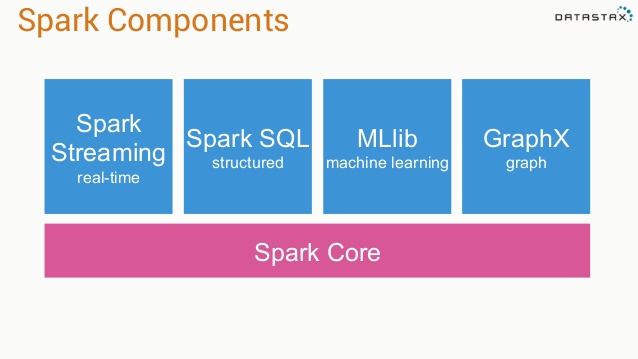 Spark Components
DATASTAX
Spark
Streaming
real-time
Spark SQL
structured
MLlib
machine learning
GraphX
graph
Spark Core